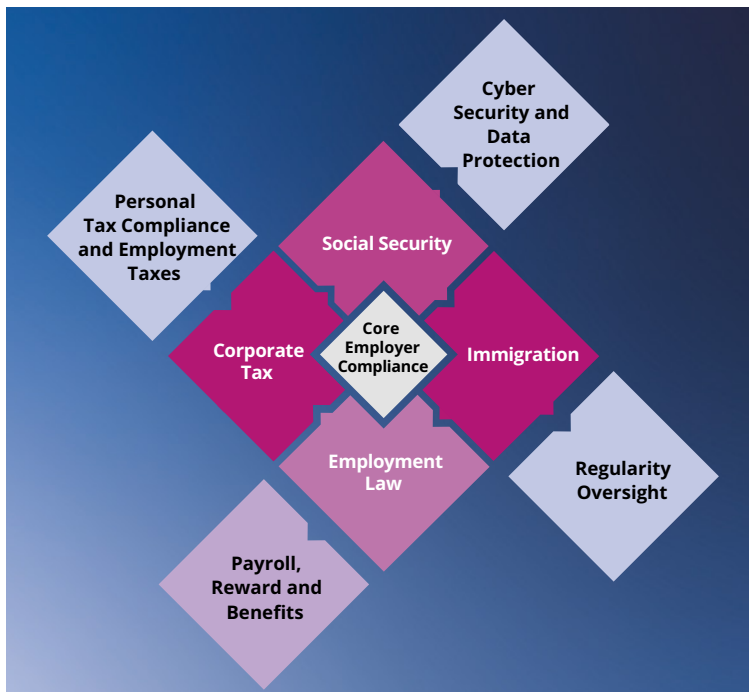 Cyber
Security and
Data
Protection
Personal
Tax Compliance
and Employment
Taxes
Social Security
Core
Employer
Compliance
Corporate
Tax
Immigration
Employment
Law
Regularity
Oversight
Payroll,
Reward and
Benefits